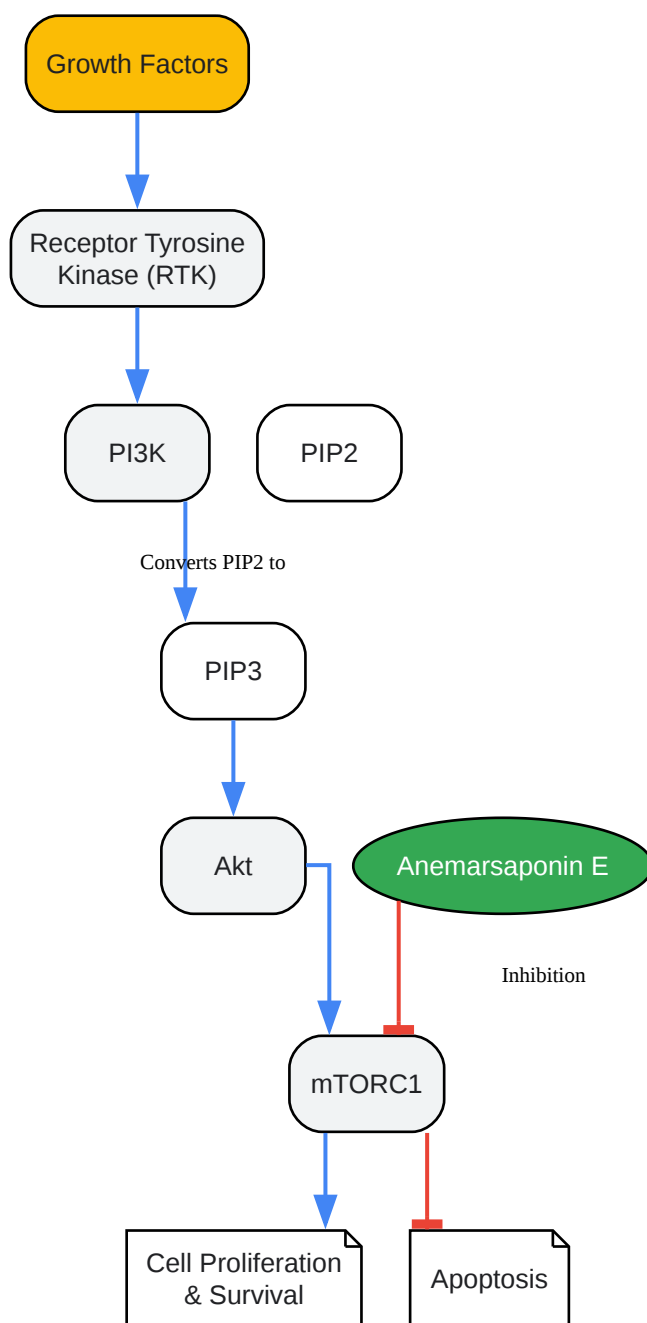 Growth Factors
Receptor Tyrosine
Kinase (RTK)
PI3K
PIP2
Converts PIP2 to
PIP3
Akt
Anemarsaponin E
Inhibition
mTORC1
Cell Proliferation
& Survival
Apoptosis